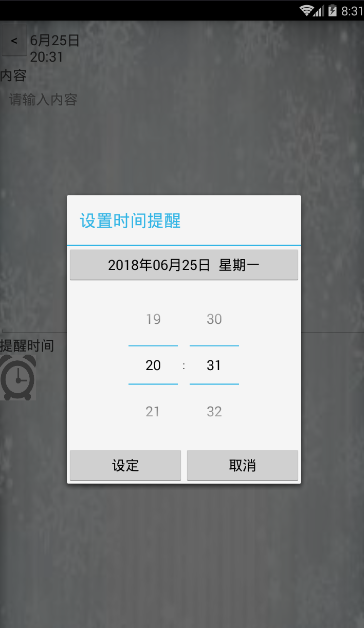 8:31
<
6月25日
20:31
内容
请输入内容
设置时间提醒
2018年06月25日 星期一
19 30
20 : 31
21 32
提醒时间
设定 取消